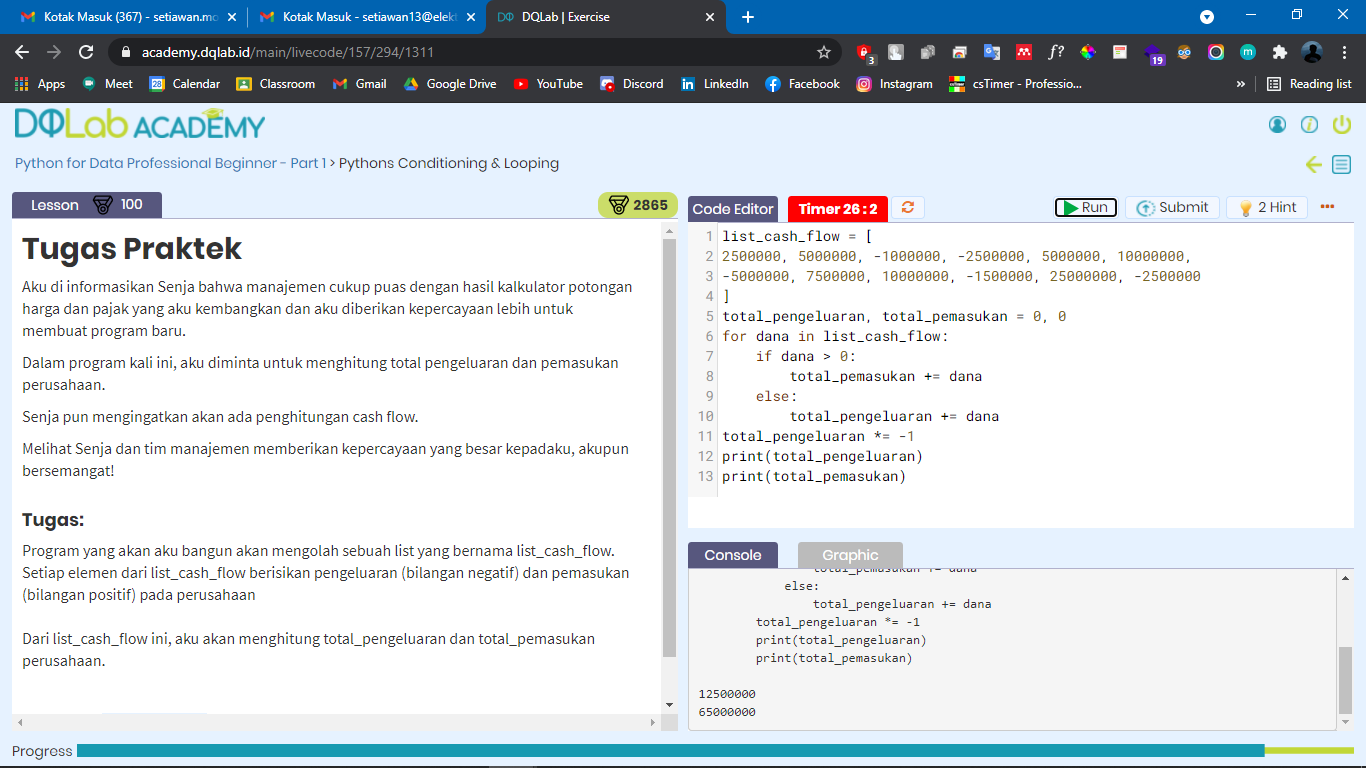 Kotak Masuk (367) - setiawan.mo
Kotak Masuk - setiawan13@elekt
DQLab | Exercise
academy.dqlab.id/main/livecode/157/294/1311
3
f?
19
Apps
Meet
28
Calendar
Classroom
Gmail
Google Drive
YouTube
Discord
LinkedIn
Facebook
Instagram
csTimer - Professio...
»
Reading list
DQLab ACADEMY
Python for Data Professional Beginner - Part 1 > Pythons Conditioning & Looping
Lesson 100
2865
Tugas Praktek
Aku di informasikan Senja bahwa manajemen cukup puas dengan hasil kalkulator potongan
harga dan pajak yang aku kembangkan dan aku diberikan kepercayaan lebih untuk
membuat program baru.
Dalam program kali ini, aku diminta untuk menghitung total pengeluaran dan pemasukan
perusahaan.
Senja pun mengingatkan akan ada penghitungan cash flow.
Melihat Senja dan tim manajemen memberikan kepercayaan yang besar kepadaku, akupun
bersemangat!
Tugas:
Program yang akan aku bangun akan mengolah sebuah list yang bernama list_cash_flow.
Setiap elemen dari list_cash_flow berisikan pengeluaran (bilangan negatif) dan pemasukan
(bilangan positif) pada perusahaan
Dari list_cash_flow ini, aku akan menghitung total_pengeluaran dan total_pemasukan
perusahaan.
Code Editor
Timer 26 : 2
Run
Submit
2 Hint
1 list_cash_flow = [
2 2500000, 5000000, -1000000, -2500000, 5000000, 10000000,
3 -5000000, 7500000, 10000000, -1500000, 25000000, -2500000
4 ]
5 total_pengeluaran, total_pemasukan = 0, 0
6 for dana in list_cash_flow:
7     if dana > 0:
8         total_pemasukan += dana
9     else:
10         total_pengeluaran += dana
11 total_pengeluaran *= -1
12 print(total_pengeluaran)
13 print(total_pemasukan)
Console
Graphic
total_pemasukan += dana
else:
total_pengeluaran += dana
total_pengeluaran *= -1
print(total_pengeluaran)
print(total_pemasukan)
12500000
65000000
Progress